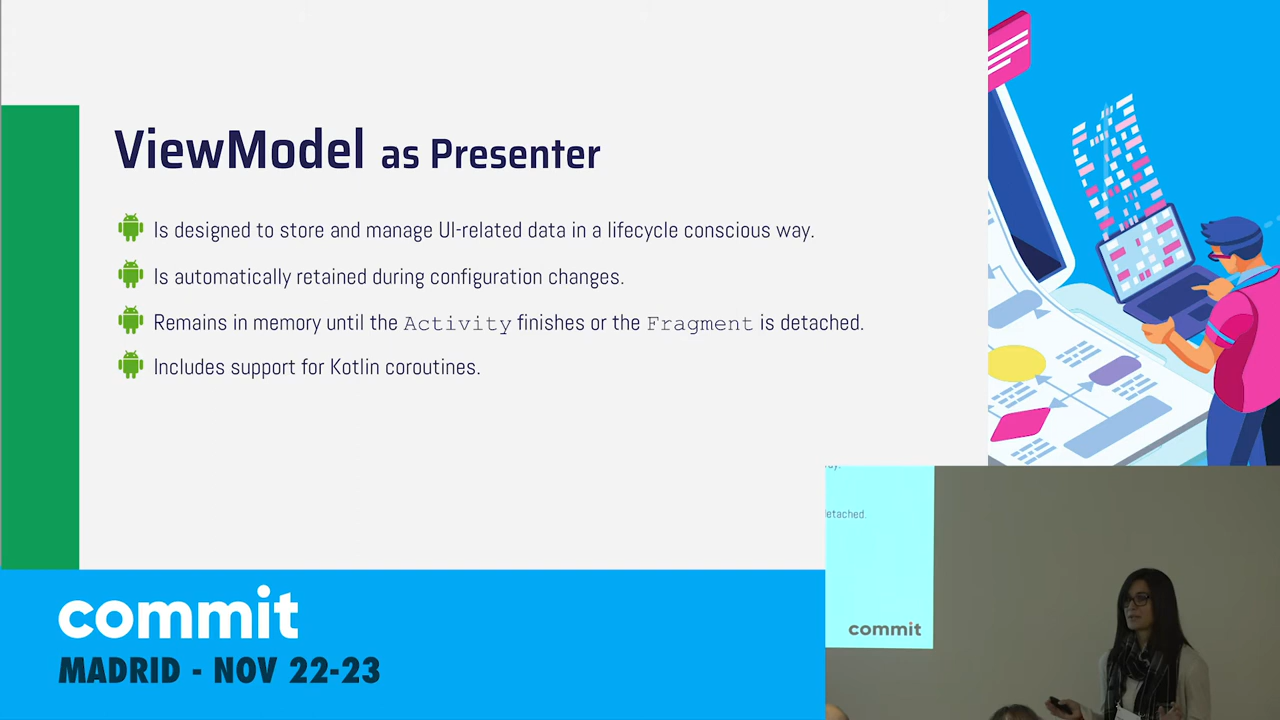 ViewModel as Presenter
Is designed to store and manage UI-related data in a lifecycle conscious way.
Is automatically retained during configuration changes.
Remains in memory until the Activity finishes or the Fragment is detached.
Includes support for Kotlin coroutines.
detached.
commit
commit
MADRID - NOV 22-23